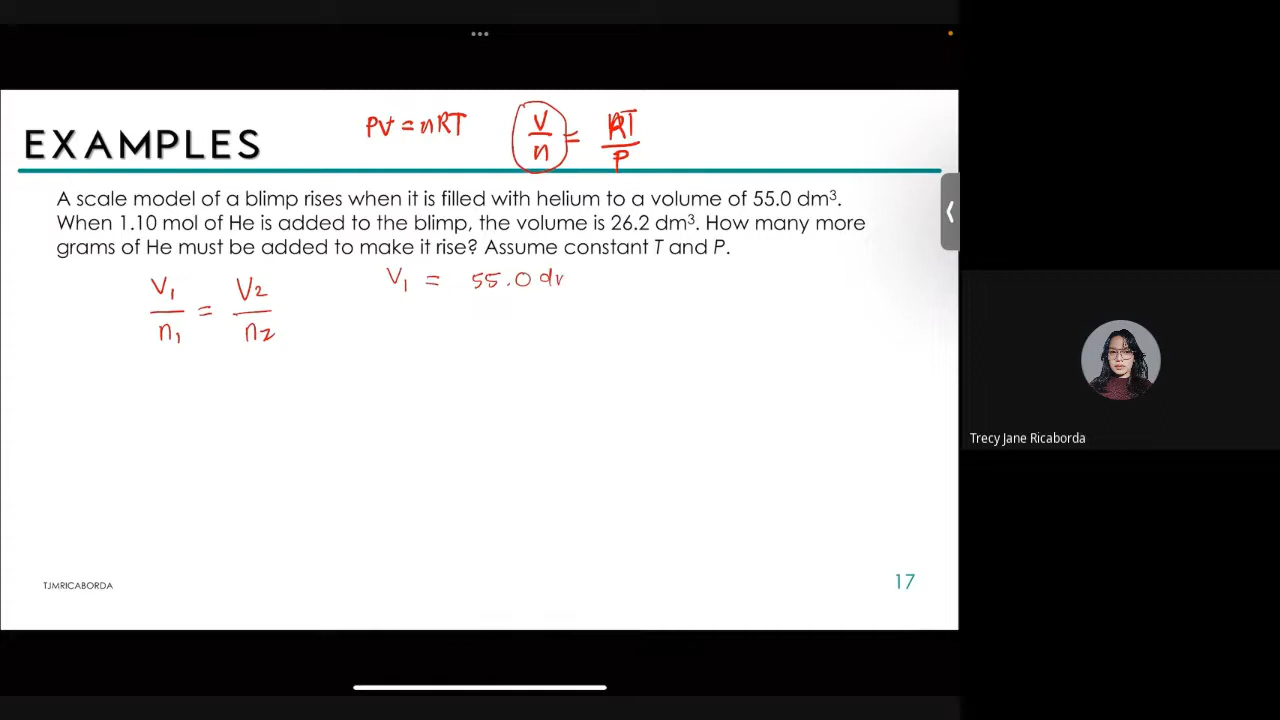 PV = nRT V/n = RT/P
EXAMPLES
A scale model of a blimp rises when it is filled with helium to a volume of 55.0 dm³.
When 1.10 mol of He is added to the blimp, the volume is 26.2 dm³. How many more
grams of He must be added to make it rise? Assume constant T and P.
V₁/n₁ = V₂/n₂ V₁ = 55.0 d
Trecy Jane Ricaborda
TJMRICABORDA
17